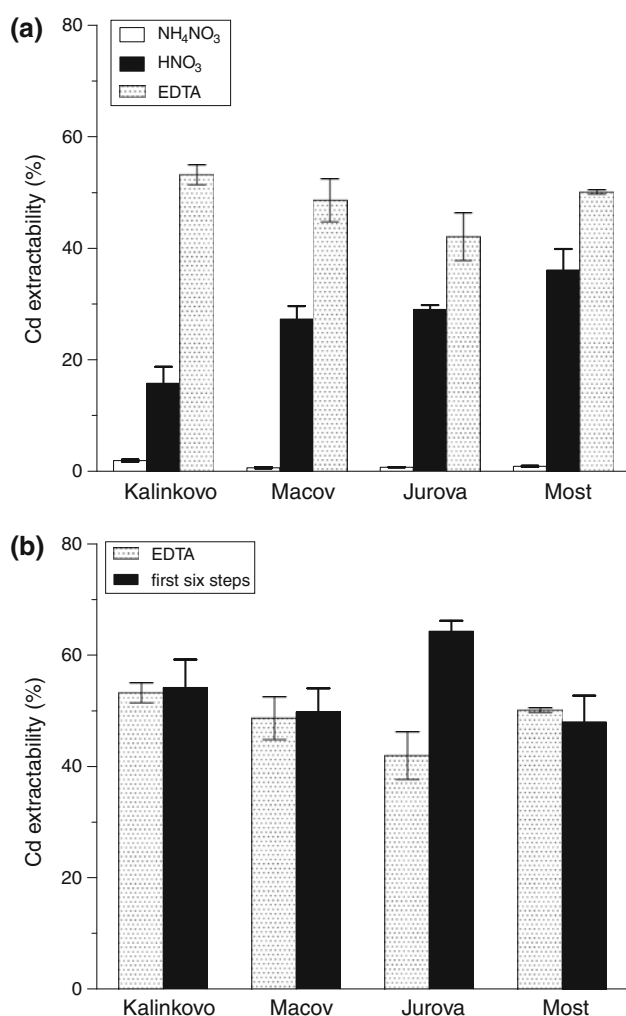 (a)
NH₄NO₃
HNO₃
EDTA
Cd extractability (%)
80
60
40
20
0
Kalinkovo Macov Jurova Most
(b)
EDTA
first six steps
Cd extractability (%)
80
60
40
20
0
Kalinkovo Macov Jurova Most